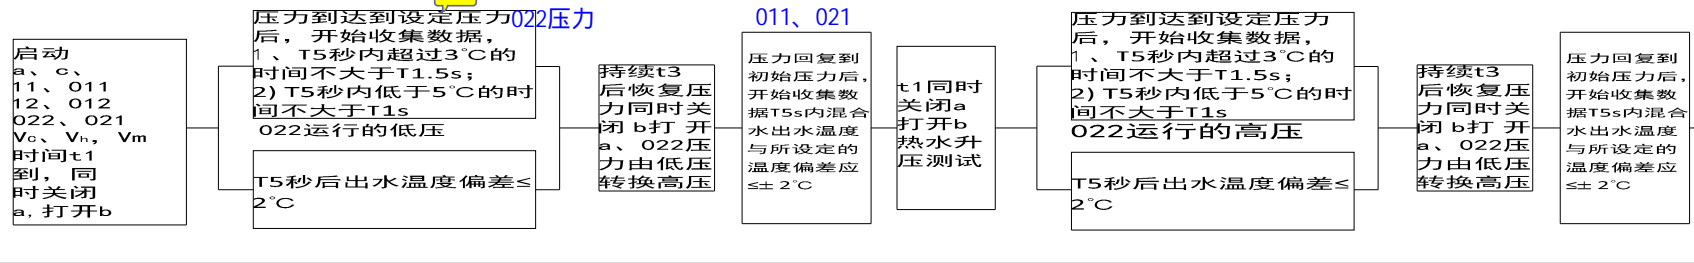 启动
a、c、
11、011
12、012
022、021
Vc、Vh, Vm
时间t1
到, 同
时关闭
a,打开b
压力到达到设定压力
后, 开始收集数据,
1 、T5秒内超过3℃的
时间不大于T1.5s;
2) T5秒内低于5℃的时
间不大于T1s
022运行的低压
022压力
T5秒后出水温度偏差≤
2℃
持续t3
后恢复压
力同时关
闭 b打 开
a、022压
力由低压
转换高压
011、021
压力回复到
初始压力后,
开始收集数
据T5s内混合
水出水温度
与所设定的
温度偏差应
≤± 2℃
t1同时
关闭a
打开b
热水升
压测试
压力到达到设定压力
后, 开始收集数据,
1 、T5秒内超过3℃的
时间不大于T1.5s;
2) T5秒内低于5℃的时
间不大于T1s
022运行的高压
T5秒后出水温度偏差≤
2℃
持续t3
后恢复压
力同时关
闭 b打 开
a、022压
力由低压
转换高压
压力回复到
初始压力后,
开始收集数
据T5s内混合
水出水温度
与所设定的
温度偏差应
≤± 2℃